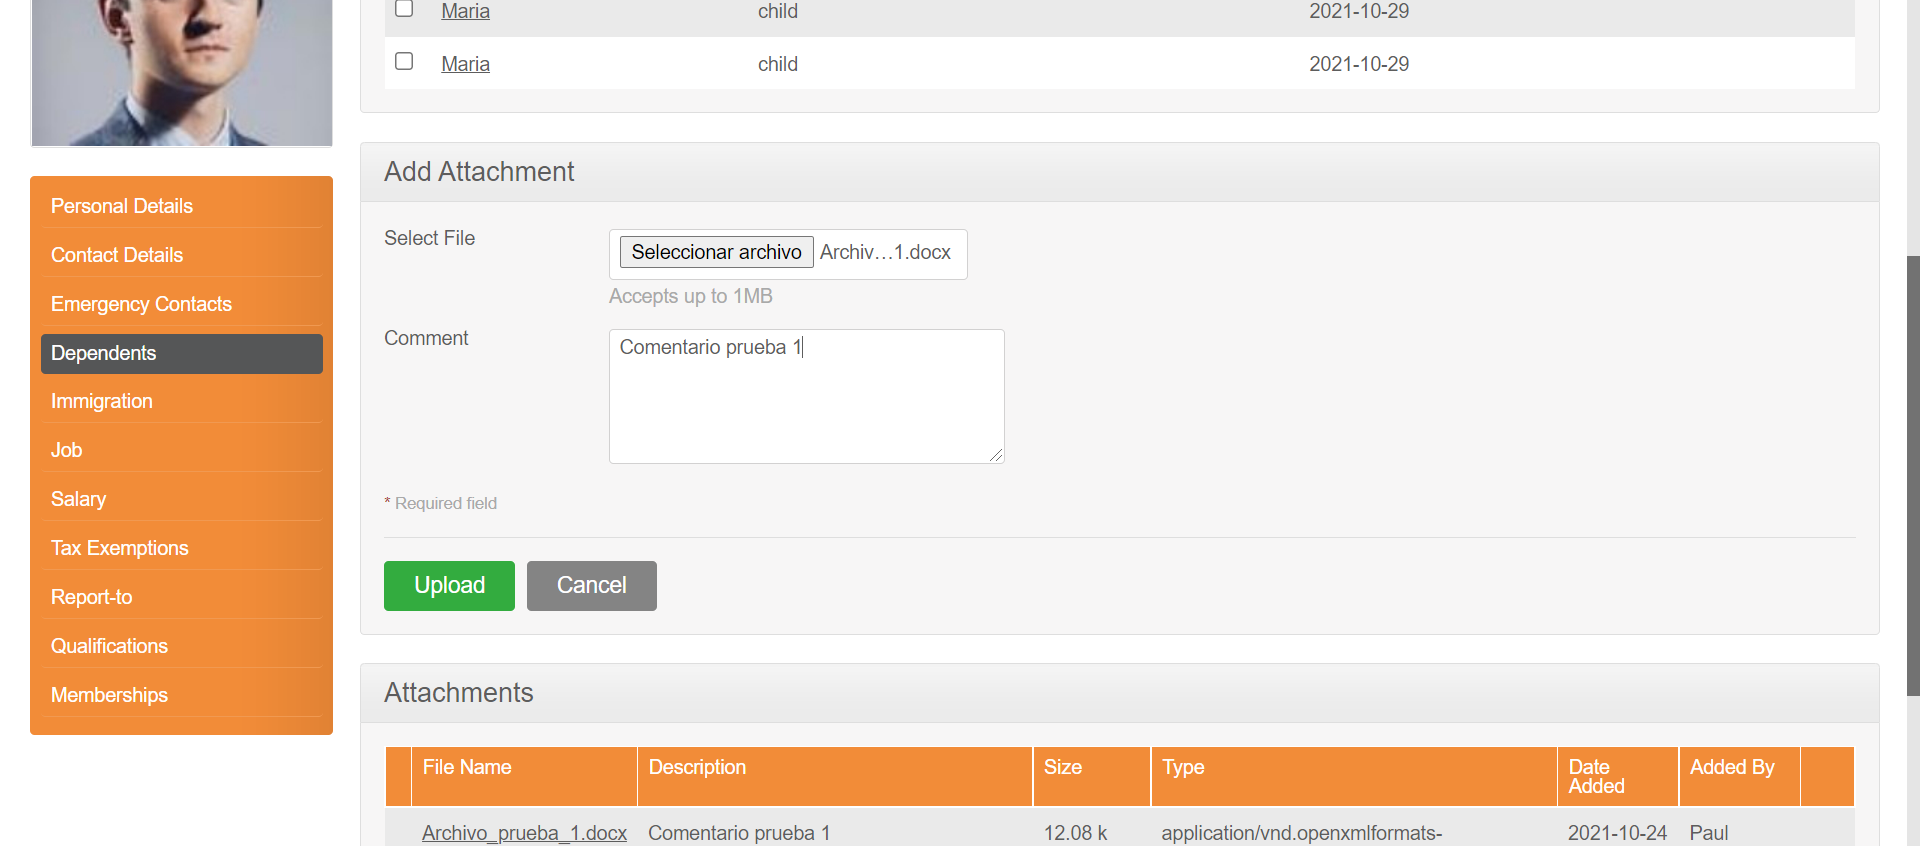 Maria child 2021-10-29
Maria child 2021-10-29
Personal Details
Contact Details
Emergency Contacts
Dependents
Immigration
Job
Salary
Tax Exemptions
Report-to
Qualifications
Memberships
Add Attachment
Select File
Seleccionar archivo Archiv...1.docx
Accepts up to 1MB
Comment
Comentario prueba 1
* Required field
Upload Cancel
Attachments
File Name Description Size Type Date Added Added By
Archivo_prueba_1.docx Comentario prueba 1 12.08 k application/vnd.openxmlformats- 2021-10-24 Paul